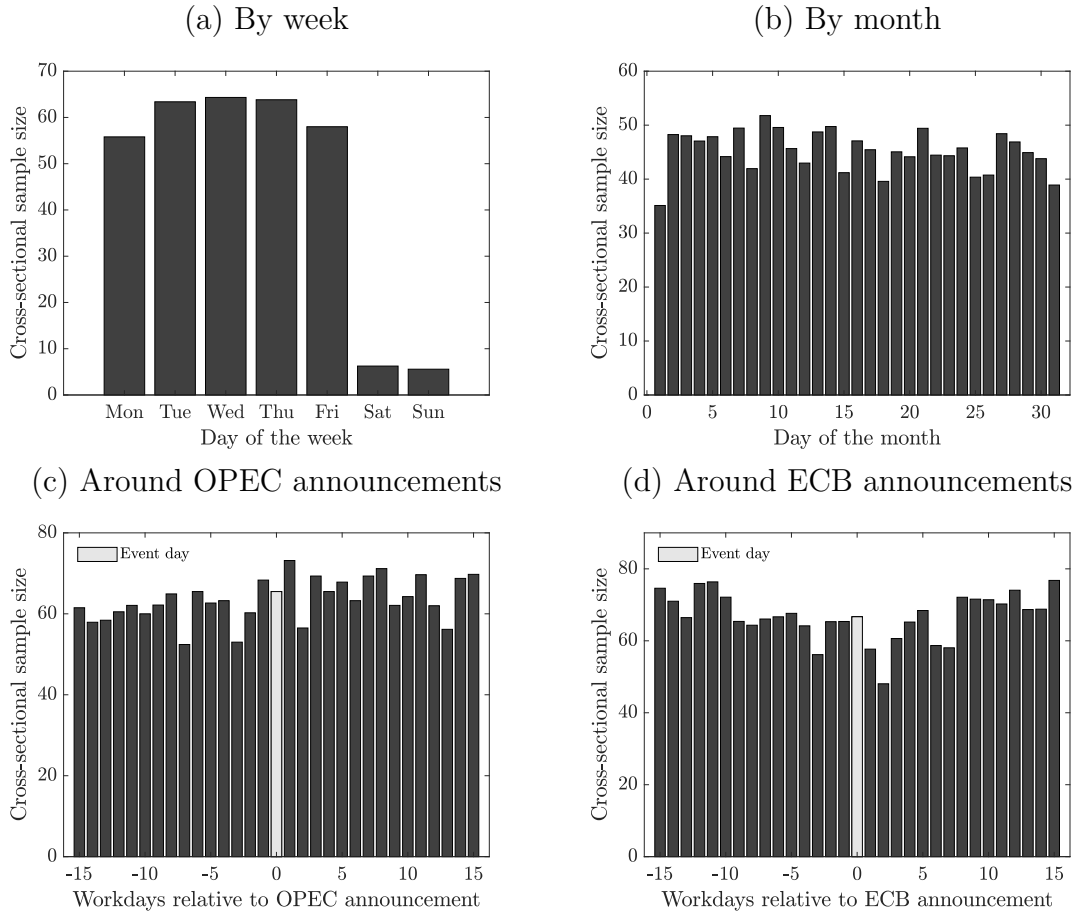 (a) By week
Cross-sectional sample size
70
60
50
40
30
20
10
0
Mon Tue Wed Thu Fri Sat Sun
Day of the week
(b) By month
Cross-sectional sample size
60
50
40
30
20
10
0
0 5 10 15 20 25 30
Day of the month
(c) Around OPEC announcements
Cross-sectional sample size
80
60
40
20
0
Event day
-15 -10 -5 0 5 10 15
Workdays relative to OPEC announcement
(d) Around ECB announcements
Cross-sectional sample size
80
60
40
20
0
Event day
-15 -10 -5 0 5 10 15
Workdays relative to ECB announcement